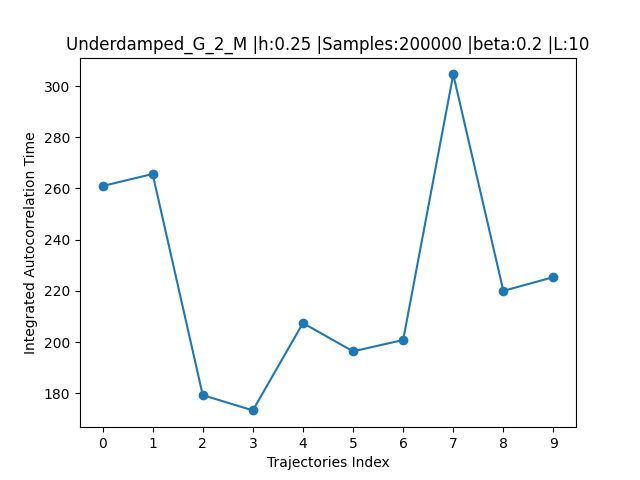 Underdamped_G_2_M |h:0.25 |Samples:200000 |beta:0.2 |L:10
300
280
260
240
220
200
180
Integrated Autocorrelation Time
0 1 2 3 4 5 6 7 8 9
Trajectories Index